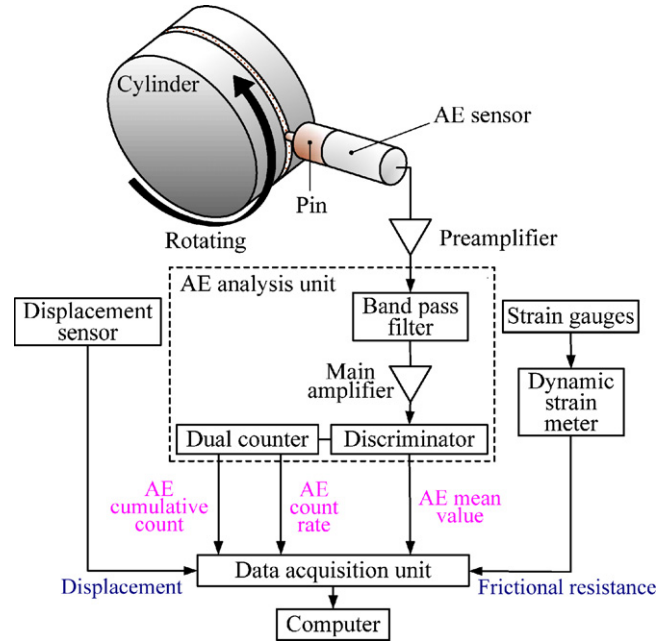 Cylinder
AE sensor
Pin
Rotating
Preamplifier
AE analysis unit
Displacement
sensor
Band pass
filter
Strain gauges
Main
amplifier
Dynamic
strain
meter
Dual counter
Discriminator
AE
cumulative
count
AE
count
rate
AE mean
value
Displacement
Data acquisition unit
Frictional resistance
Computer